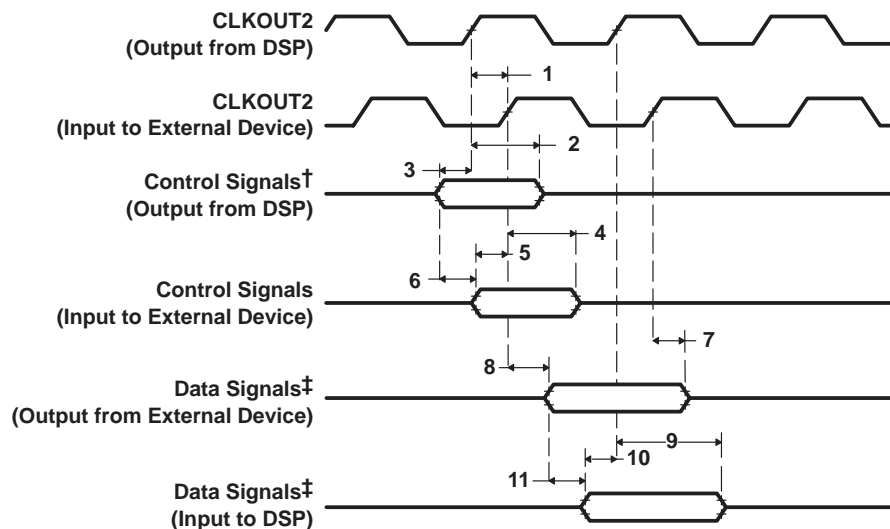 CLKOUT2
(Output from DSP)
1
CLKOUT2
(Input to External Device)
2
3
Control Signals†
(Output from DSP)
4
5
6
Control Signals
(Input to External Device)
7
8
Data Signals‡
(Output from External Device)
9
10
11
Data Signals‡
(Input to DSP)